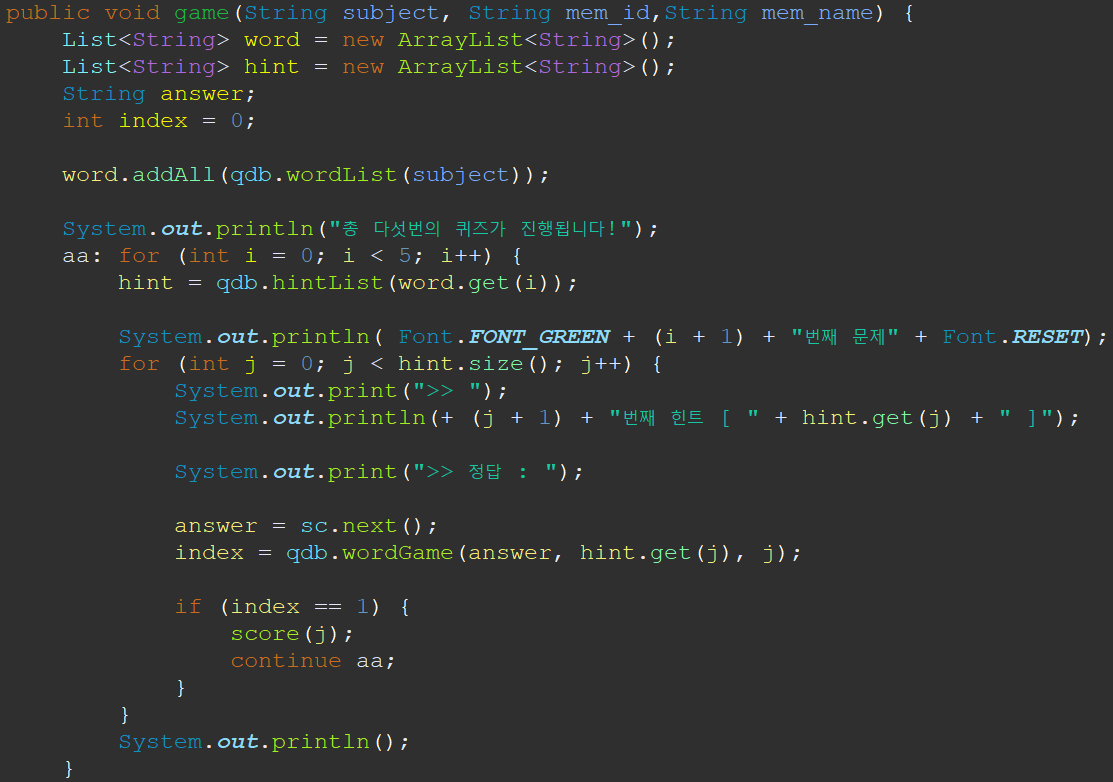 public void game(String subject, String mem_id,String mem_name) {
    List<String> word = new ArrayList<String>();
    List<String> hint = new ArrayList<String>();
    String answer;
    int index = 0;

    word.addAll(qdb.wordList(subject));

    System.out.println("총 다섯번의 퀴즈가 진행됩니다!");
    aa: for (int i = 0; i < 5; i++) {
        hint = qdb.hintList(word.get(i));

        System.out.println( Font.FONT_GREEN + (i + 1) + "번째 문제" + Font.RESET);
        for (int j = 0; j < hint.size(); j++) {
            System.out.print(">> ");
            System.out.println(+ (j + 1) + "번째 힌트 [ " + hint.get(j) + " ]");

            System.out.print(">> 정답 : ");

            answer = sc.next();
            index = qdb.wordGame(answer, hint.get(j), j);

            if (index == 1) {
                score(j);
                continue aa;
            }
        }
        System.out.println();
    }